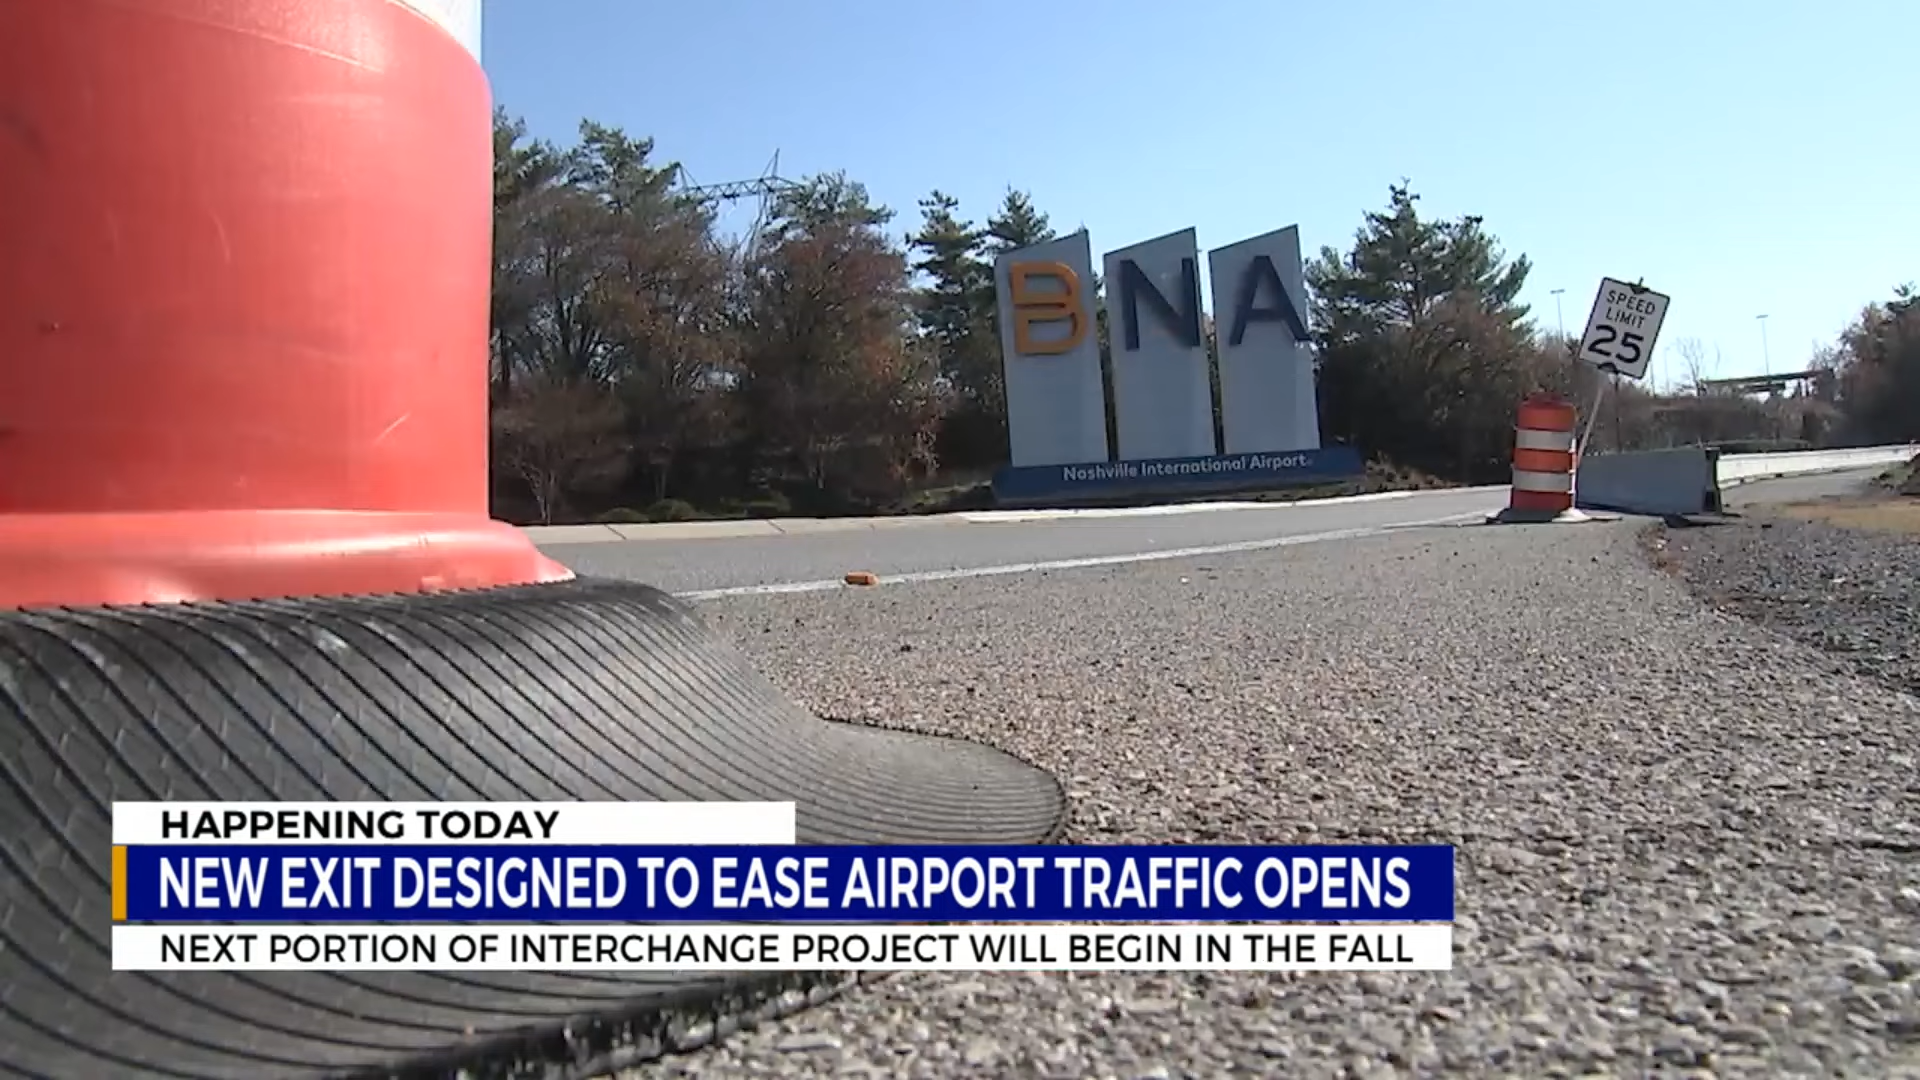 BNA
Nashville International Airport
SPEED
LIMIT
25
HAPPENING TODAY
NEW EXIT DESIGNED TO EASE AIRPORT TRAFFIC OPENS
NEXT PORTION OF INTERCHANGE PROJECT WILL BEGIN IN THE FALL